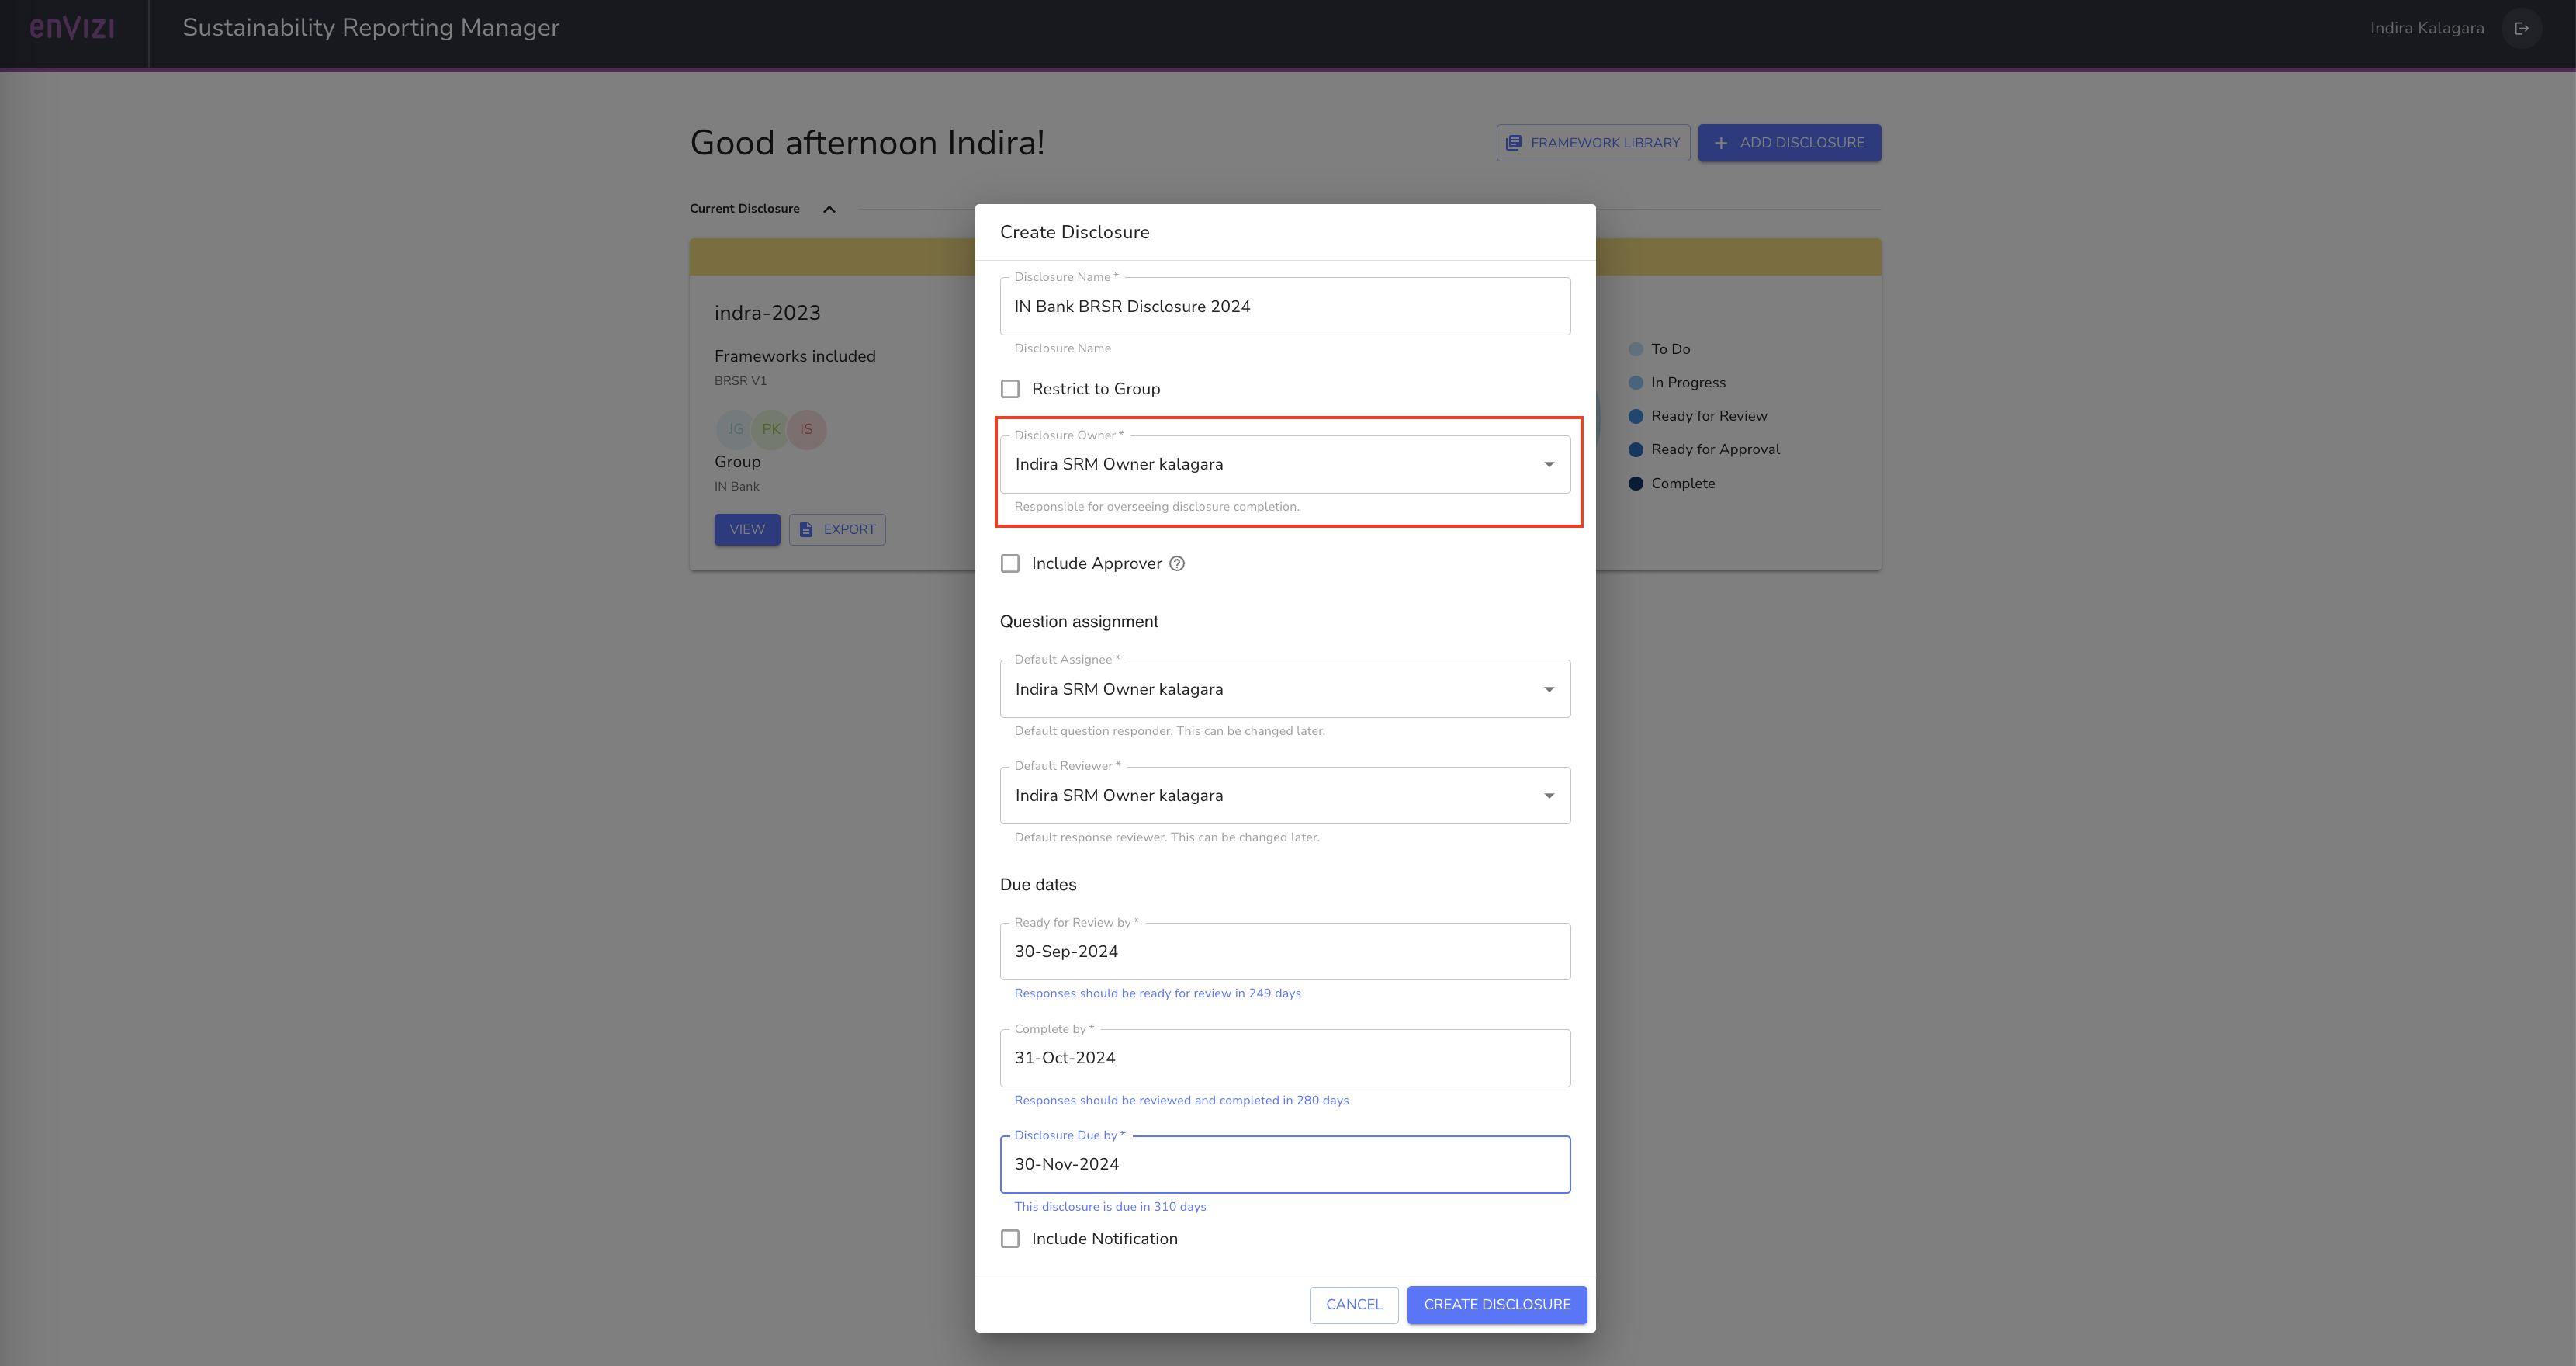 enVIZI
Sustainability Reporting Manager
Indira Kalagara
Good afternoon Indira!
FRAMEWORK LIBRARY
+ ADD DISCLOSURE
Current Disclosure
indra-2023
Frameworks included
BRSR V1
JG PK IS
Group
IN Bank
VIEW
EXPORT
To Do
In Progress
Ready for Review
Ready for Approval
Complete
Create Disclosure
Disclosure Name *
IN Bank BRSR Disclosure 2024
Disclosure Name
Restrict to Group
Disclosure Owner *
Indira SRM Owner kalagara
Responsible for overseeing disclosure completion.
Include Approver ?
Question assignment
Default Assignee *
Indira SRM Owner kalagara
Default question responder. This can be changed later.
Default Reviewer *
Indira SRM Owner kalagara
Default response reviewer. This can be changed later.
Due dates
Ready for Review by *
30-Sep-2024
Responses should be ready for review in 249 days
Complete by *
31-Oct-2024
Responses should be reviewed and completed in 280 days
Disclosure Due by *
30-Nov-2024
This disclosure is due in 310 days
Include Notification
CANCEL
CREATE DISCLOSURE